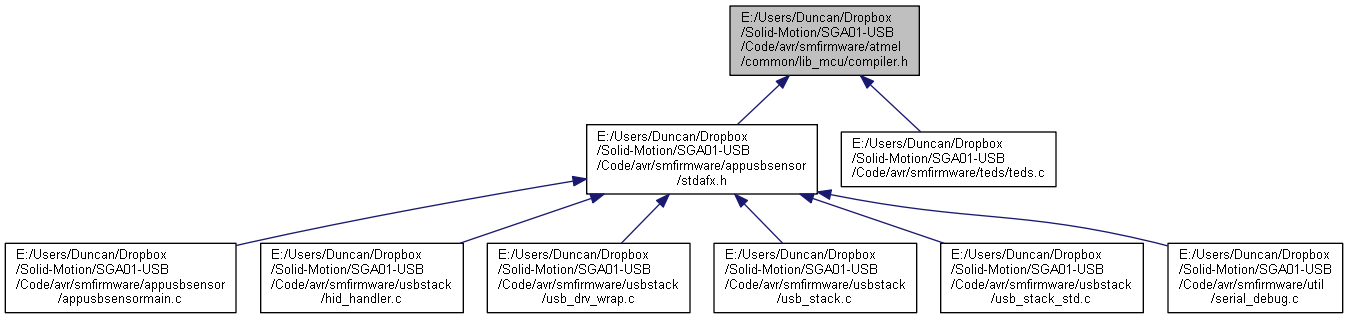 E:/Users/Duncan/Dropbox
/Solid-Motion/SGA01-USB
/Code/avr/smfirmware/atmel
/common/lib_mcu/compiler.h
E:/Users/Duncan/Dropbox
/Solid-Motion/SGA01-USB
/Code/avr/smfirmware/appusbsensor
/stdafx.h
E:/Users/Duncan/Dropbox
/Solid-Motion/SGA01-USB
/Code/avr/smfirmware/teds/teds.c
E:/Users/Duncan/Dropbox
/Solid-Motion/SGA01-USB
/Code/avr/smfirmware/appusbsensor
/appusbsensormain.c
E:/Users/Duncan/Dropbox
/Solid-Motion/SGA01-USB
/Code/avr/smfirmware/usbstack
/hid_handler.c
E:/Users/Duncan/Dropbox
/Solid-Motion/SGA01-USB
/Code/avr/smfirmware/usbstack
/usb_drv_wrap.c
E:/Users/Duncan/Dropbox
/Solid-Motion/SGA01-USB
/Code/avr/smfirmware/usbstack
/usb_stack.c
E:/Users/Duncan/Dropbox
/Solid-Motion/SGA01-USB
/Code/avr/smfirmware/usbstack
/usb_stack_std.c
E:/Users/Duncan/Dropbox
/Solid-Motion/SGA01-USB
/Code/avr/smfirmware/util
/serial_debug.c